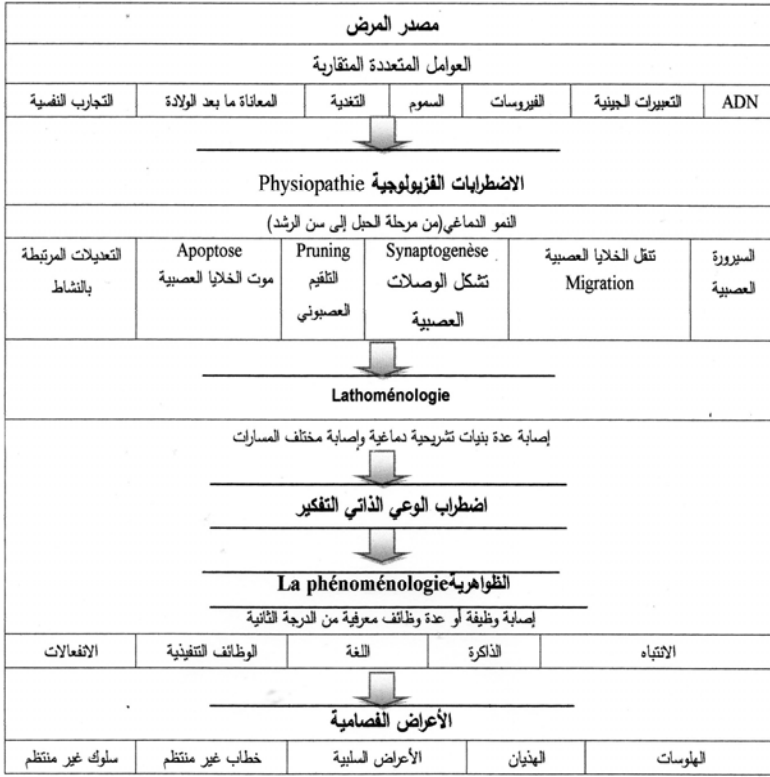 مصدر المرض
العوامل المتعددة المتقاربة
ADN
التعبيرات الجينية
الفيروسات
السموم
التغدية
المعاناة ما بعد الولادة
التجارب النفسية
الاضطرابات الفزيولوجية Physiopathie
النمو الدماغي(من مرحلة الحبل إلى سن الرشد)
السيرورة
العصبية
تنقل الخلايا العصبية
Migration
Synaptogenèse
تشكل الوصلات
العصبية
Pruning
التلقيم
العصبوني
Apoptose
موت الخلايا العصبية
التعديلات المرتبطة
بالنشاط
Lathoménologie
إصابة عدة بنيات تشريحية دماغية وإصابة مختلف المسارات
اضطراب الوعي الذاتي التفكير
الظواهرية La phénoménologie
إصابة وظيفة أو عدة وظائف معرفية من الدرجة الثانية
الانتباه
الذاكرة
اللغة
الوظائف التنفيذية
الانفعالات
الأعراض الفصامية
الهلوسات
الهذيان
الأعراض السلبية
خطاب غير منتظم
سلوك غير منتظم